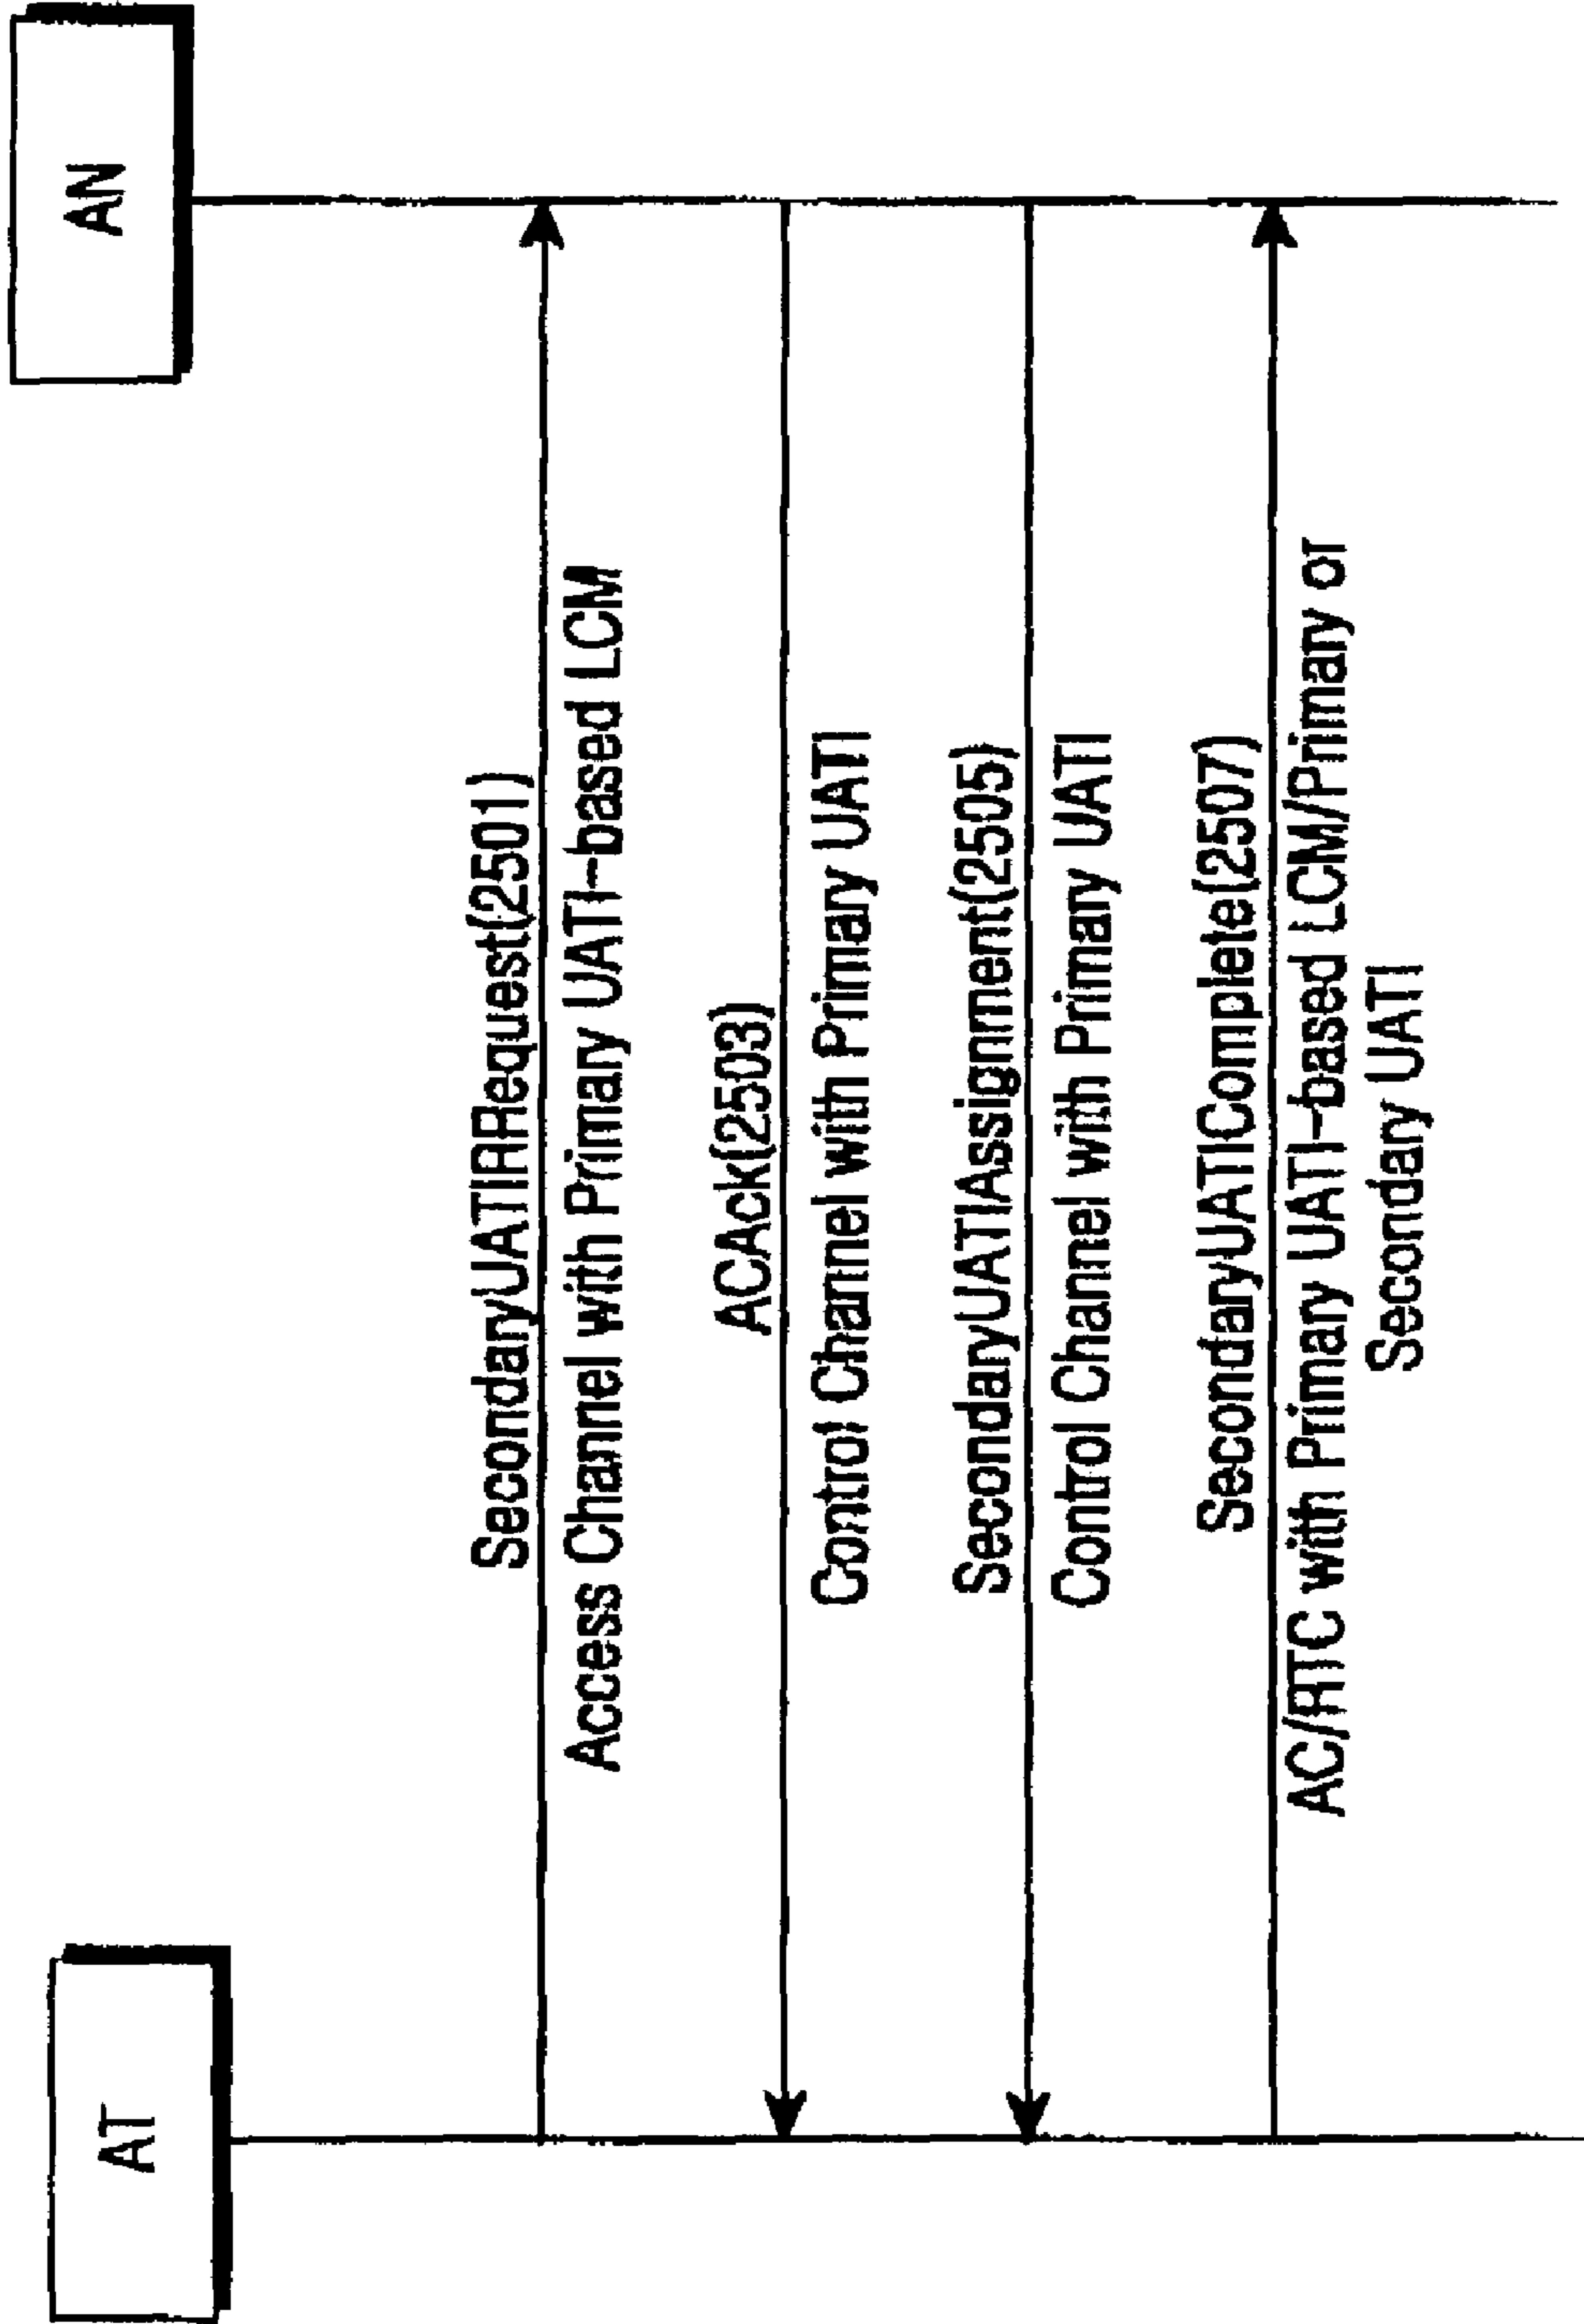 AT
AN
SecondaryUATIRRequest(2501)
Access Channel with Primary UATI-based LCM
ACAck(2503)
Control Channel with Primary UATI
SecondaryUATIAssignment(2505)
Control Channel with Primary UATI
SecondaryUATIComplete(2507)
AC/RTC with Primary UATI-based LCM/Primary or
Secondary UATI